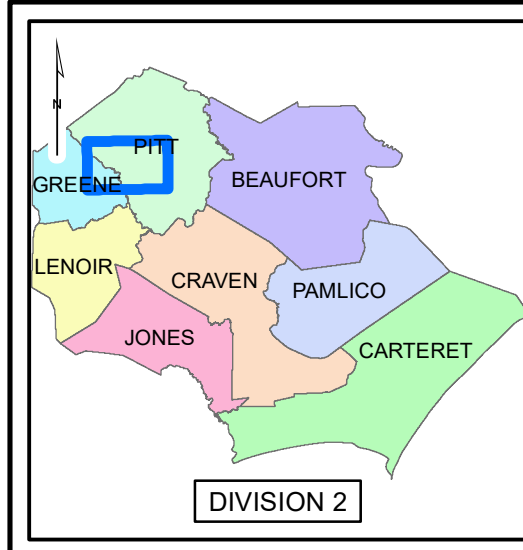 N
PITT
GREENE
BEAUFORT
LENOIR
CRAVEN
PAMLICO
JONES
CARTERET
DIVISION 2